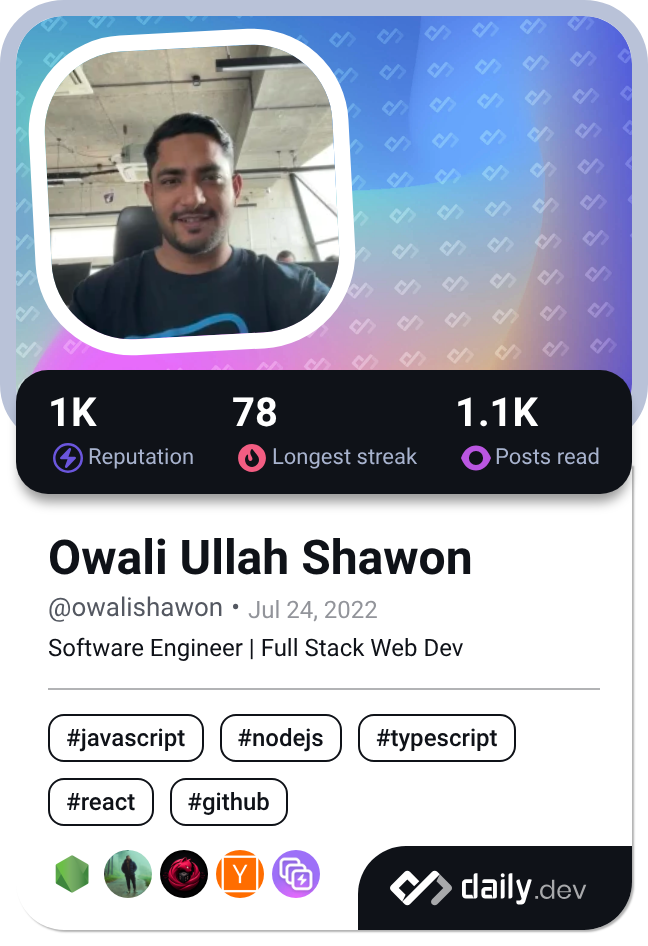 1K 78 1.1K
Reputation Longest streak Posts read
Owali Ullah Shawon
@owalishawon • Jul 24, 2022
Software Engineer | Full Stack Web Dev
#javascript #nodejs #typescript
#react #github
Y
daily.dev